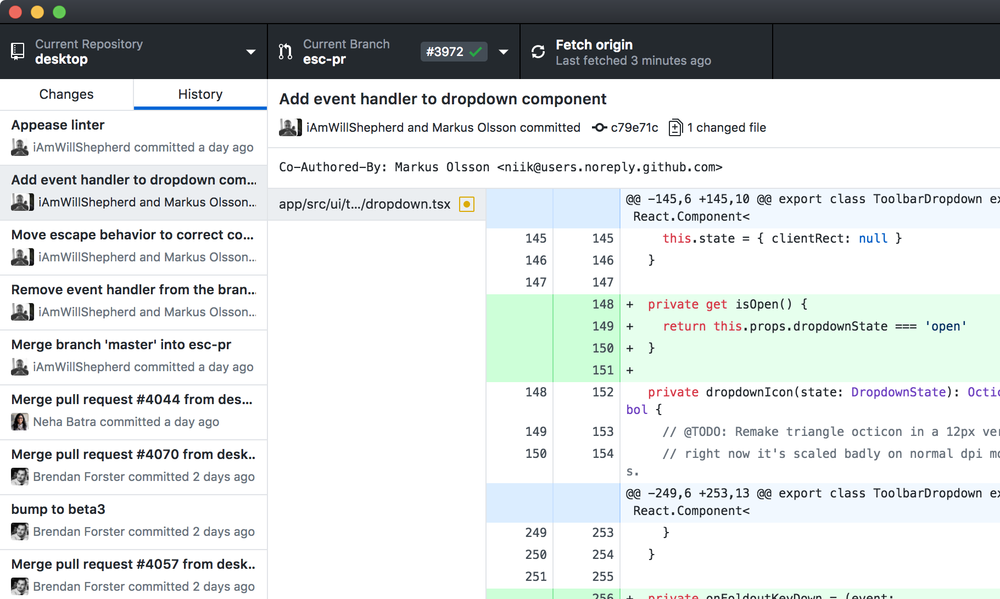 Current Repository
desktop
Current Branch
esc-pr
#3972
Fetch origin
Last fetched 3 minutes ago
Changes
History
Appease linter
iAmWillShepherd committed a day ago
Add event handler to dropdown com...
iAmWillShepherd and Markus Olsson...
Move escape behavior to correct co...
iAmWillShepherd and Markus Olsson...
Remove event handler from the bran...
iAmWillShepherd and Markus Olsson...
Merge branch 'master' into esc-pr
iAmWillShepherd committed a day ago
Merge pull request #4044 from des...
Neha Batra committed a day ago
Merge pull request #4070 from desk..
Brendan Forster committed 2 days ago
bump to beta3
Brendan Forster committed 2 days ago
Merge pull request #4057 from desk..
Brendan Forster committed 2 days ago
Add event handler to dropdown component
iAmWillShepherd and Markus Olsson committed c79e71c 1 changed file
Co-Authored-By: Markus Olsson <niik@users.noreply.github.com>
app/src/ui/t.../dropdown.tsx
@@ -145,6 +145,10 @@ export class ToolbarDropdown ex
React.Component<
145 145 this.state = { clientRect: null }
146 146 }
147 147
148 + private get isOpen() {
149 + return this.props.dropdownState === 'open'
150 + }
151 +
148 152 private dropdownIcon(state: DropdownState): Octic
bol {
149 153 // @TODO: Remake triangle octicon in a 12px ver
150 154 // right now it's scaled badly on normal dpi mo
s.
@@ -249,6 +253,13 @@ export class ToolbarDropdown ex
React.Component<
249 253 }
250 254 }
251 255
256 + private onFoldoutKeyDown = (event: